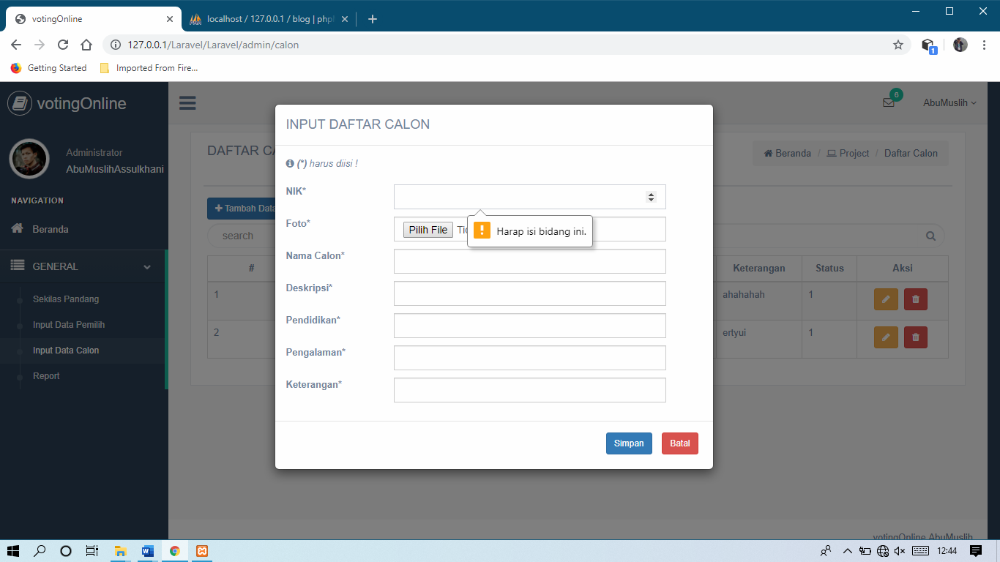 votingOnline
localhost / 127.0.0.1 / blog | php
127.0.0.1/Laravel/Laravel/admin/calon
1
Getting Started
Imported From Fire...
votingOnline
6
AbuMuslih
Administrator
AbuMuslihAssulkhani
NAVIGATION
Beranda
GENERAL
Sekilas Pandang
Input Data Pemilih
Input Data Calon
Report
DAFTAR CA
Beranda / Project / Daftar Calon
Tambah Data
search
# Keterangan Status Aksi
1 ahahahah 1
2 ertyui 1
INPUT DAFTAR CALON
(*) harus diisi !
NIK*
Foto*
Pilih File
Harap isi bidang ini.
Nama Calon*
Deskripsi*
Pendidikan*
Pengalaman*
Keterangan*
Simpan
Batal
votingOnline AbuMuslih
12:44